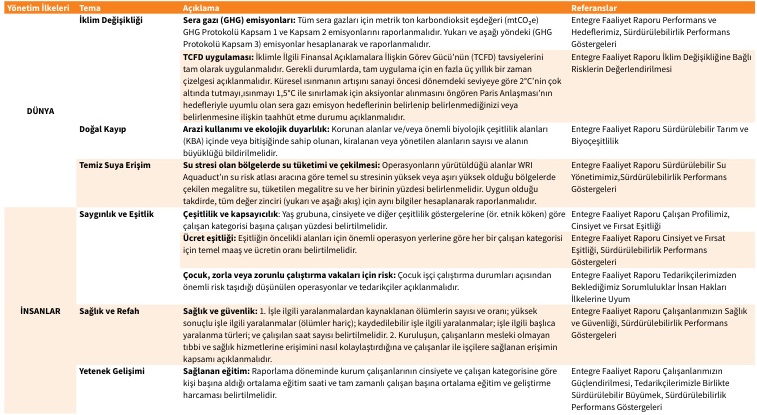 Yönetim İlkeleri Tema Açıklama Referanslar
İklim Değişikliği Sera gazı (GHG) emisyonları: Tüm sera gazları için metrik ton karbondioksit eşdeğeri (mtCO₂e) Entegre Faaliyet Raporu Performans ve
GHG Protokolü Kapsam 1 ve Kapsam 2 emisyonlarını raporlanmalıdır. Yukarı ve aşağı yöndeki (GHG Hedeflerimiz, Sürdürülebilirlik Performans
Protokolü Kapsam 3) emisyonlar hesaplanarak ve raporlanmalıdır. Göstergeleri
TCFD uygulaması: İklimle İlgili Finansal Açıklamalara İlişkin Görev Gücü'nün (TCFD) tavsiyelerini Entegre Faaliyet Raporu İklim Değişikliğine Bağlı
tam olarak uygulanmalıdır. Gerekli durumlarda, tam uygulama için en fazla üç yıllık bir zaman Risklerin Değerlendirilmesi
çizelgesi açıklanmalıdır. Küresel ısınmanın artışını sanayi öncesi dönemdeki seviyeye göre 2°C'nin çok
altında tutmayı,ısınmayı 1,5°C ile sınırlamak için aksiyonlar alınmasını öngören Paris Anlaşması'nın
hedefleriyle uyumlu olan sera gazı emisyon hedeflerinin belirlenip belirlenmediğinizi veya
belirlenmesine ilişkin taahhüt etme durumu açıklanmalıdır.
DÜNYA
Doğal Kayıp Arazi kullanımı ve ekolojik duyarlılık: Korunan alanlar ve/veya önemli biyolojik çeşitlilik alanları Entegre Faaliyet Raporu Sürdürülebilir Tarım ve
(KBA) içinde veya bitişiğinde sahip olunan, kiralanan veya yönetilen alanların sayısı ve alanın Biyoçeşitlilik
büyüklüğü bildirilmelidir.
Temiz Suya Erişim Su stresi olan bölgelerde su tüketimi ve çekilmesi: Operasyonların yürütüldüğü alanlar WRI Entegre Faaliyet Raporu Sürdürülebilir Su
Aquaduct'ın su risk atlası aracına göre temel su stresinin yüksek veya aşırı yüksek olduğu bölgelerde Yönetimimiz,Sürdürülebilirlik Performans
çekilen megalitre su, tüketilen megalitre su ve her birinin yüzdesi belirlenmelidir. Uygun olduğu Göstergeleri
takdirde, tüm değer zinciri (yukarı ve aşağı akış) için aynı bilgiler hesaplanarak raporlanmalıdır.
Saygınlık ve Eşitlik Çeşitlilik ve kapsayıcılık: Yaş grubuna, cinsiyete ve diğer çeşitlilik göstergelerine (ör. etnik köken) göre Entegre Faaliyet Raporu Çalışan Profilimiz,
çalışan kategorisi başına çalışan yüzdesi belirtilmelidir. Cinsiyet ve Fırsat Eşitliği
Ücret eşitliği: Eşitliğin öncelikli alanları için önemli operasyon yerlerine göre her bir çalışan kategorisi Entegre Faaliyet Raporu Cinsiyet ve Fırsat
için temel maaş ve ücretin oranı belirtilmelidir. Eşitliği, Sürdürülebilirlik Performans
Göstergeleri
Çocuk, zorla veya zorunlu çalıştırma vakaları için risk: Çocuk işçi çalıştırma durumları açısından Entegre Faaliyet Raporu Tedarikçilerimizden
önemli risk taşıdığı düşünülen operasyonlar ve tedarikçiler açıklanmalıdır. Beklediğimiz Sorumluluklar İnsan Hakları
İlkelerine Uyum
İNSANLAR Sağlık ve Refah Sağlık ve güvenlik: 1. İşle ilgili yaralanmalardan kaynaklanan ölümlerin sayısı ve oranı; yüksek Entegre Faaliyet Raporu Çalışanlarımızın Sağlık
sonuçlu işle ilgili yaralanmalar (ölümler hariç); kaydedilebilir işle ilgili yaralanmalar; işle ilgili başlıca ve Güvenliği, Sürdürülebilirlik Performans
yaralanma türleri; ve çalışılan saat sayısı belirtilmelidir. 2. Kuruluşun, çalışanların mesleki olmayan Göstergeleri
tıbbi ve sağlık hizmetlerine erişimini nasıl kolaylaştırdığına ve çalışanlar ile işçilere sağlanan erişimin
kapsamı açıklanmalıdır.
Yetenek Gelişimi Sağlanan eğitim: Raporlama döneminde kurum çalışanlarının cinsiyete ve çalışan kategorisine göre Entegre Faaliyet Raporu Çalışanlarımızın
kişi başına aldığı ortalama eğitim saati ve tam zamanlı çalışan başına ortalama eğitim ve geliştirme Güçlendirilmesi, Tedarikçilerimizle Birlikte
harcaması belirtilmelidir. Sürdürülebilir Büyümek, Sürdürülebilirlik
Performans Göstergeleri